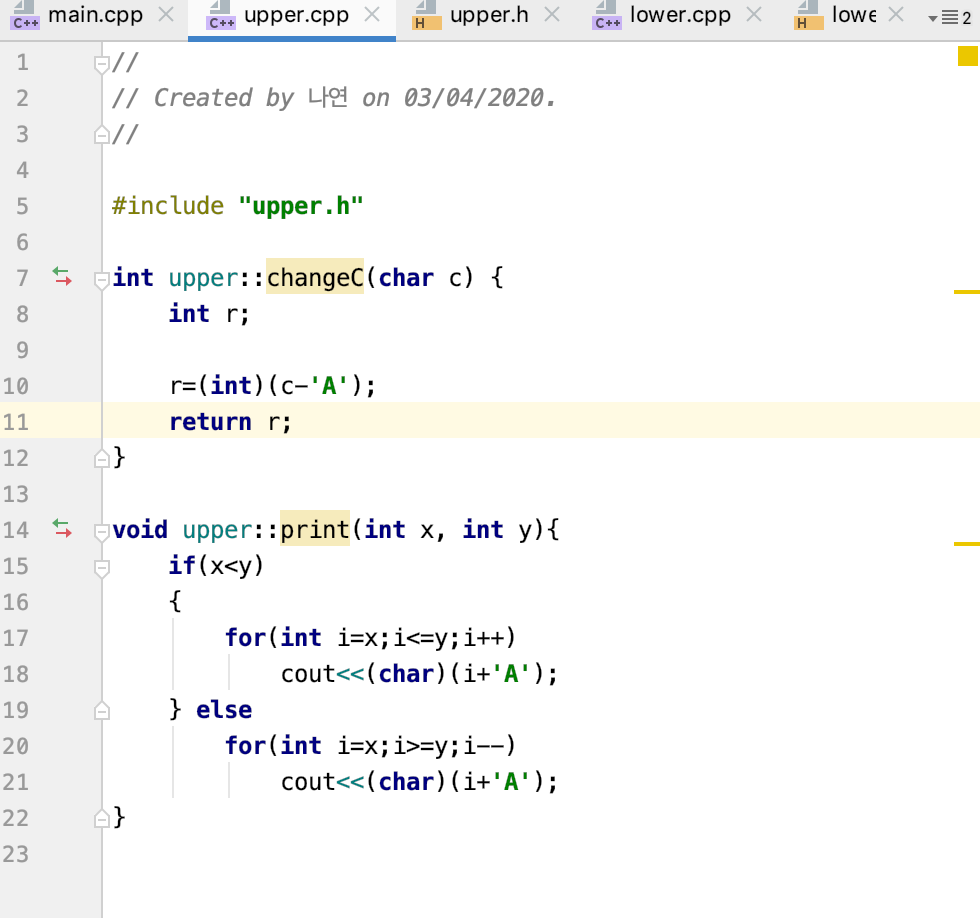 main.cpp upper.cpp upper.h lower.cpp lowe 2
1 //
2 // Created by 나연 on 03/04/2020.
3 //
4
5 #include "upper.h"
6
7 int upper::changeC(char c) {
8 int r;
9
10 r=(int)(c-'A');
11 return r;
12 }
13
14 void upper::print(int x, int y){
15 if(x<y)
16 {
17 for(int i=x;i<=y;i++)
18 cout<<(char)(i+'A');
19 } else
20 for(int i=x;i>=y;i--)
21 cout<<(char)(i+'A');
22 }
23